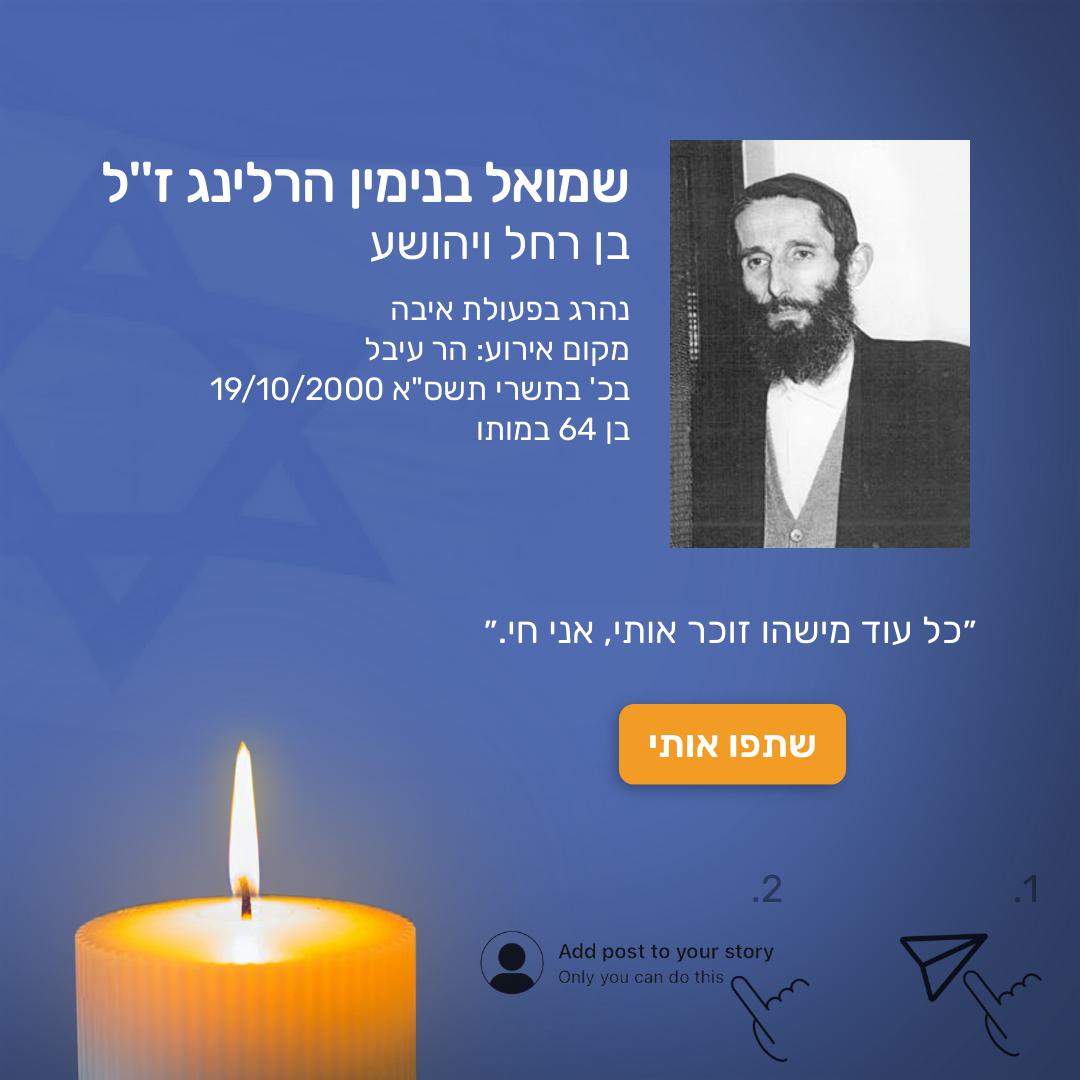 שמואל בנימין הרלינג ז"ל
בן רחל ויהושע
נהרג בפעולת איבה
מקום אירוע: הר עיבל
בכ' בתשרי תשס"א 19/10/2000
בן 64 במותו
״כל עוד מישהו זוכר אותי, אני חי.״
שתפו אותי
1.
2.
Add post to your story
Only you can do this